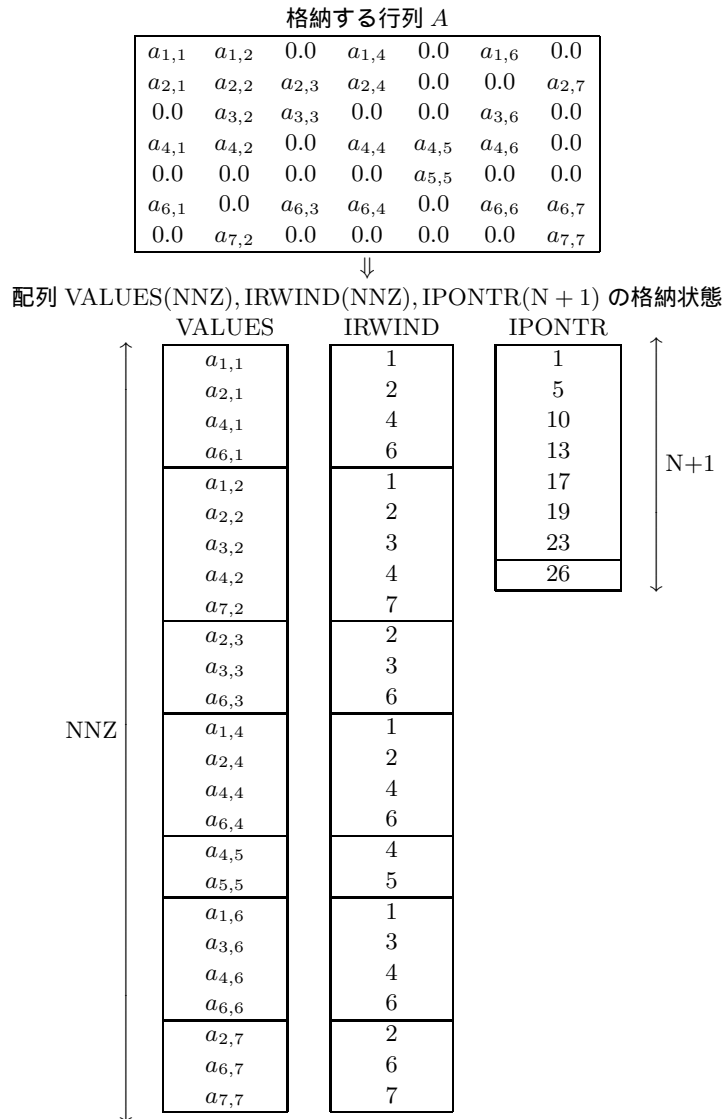 格納する行列 A
a1,1 a1,2 0.0 a1,4 0.0 a1,6 0.0
a2,1 a2,2 a2,3 a2,4 0.0 0.0 a2,7
0.0 a3,2 a3,3 0.0 0.0 a3,6 0.0
a4,1 a4,2 0.0 a4,4 a4,5 a4,6 0.0
0.0 0.0 0.0 0.0 a5,5 0.0 0.0
a6,1 0.0 a6,3 a6,4 0.0 a6,6 a6,7
0.0 a7,2 0.0 0.0 0.0 0.0 a7,7
⇓
配列 VALUES(NNZ), IRWIND(NNZ), IPONTR(N + 1) の格納状態
VALUES IRWIND IPONTR
a1,1 1 1
a2,1 2 5
a4,1 4 10
a6,1 6 13
N+1
a1,2 1 17
a2,2 2 19
a3,2 3 23
a4,2 4 26
a7,2 7
a2,3 2
a3,3 3
a6,3 6
NNZ a1,4 1
a2,4 2
a4,4 4
a6,4 6
a4,5 4
a5,5 5
a1,6 1
a3,6 3
a4,6 4
a6,6 6
a2,7 2
a6,7 6
a7,7 7